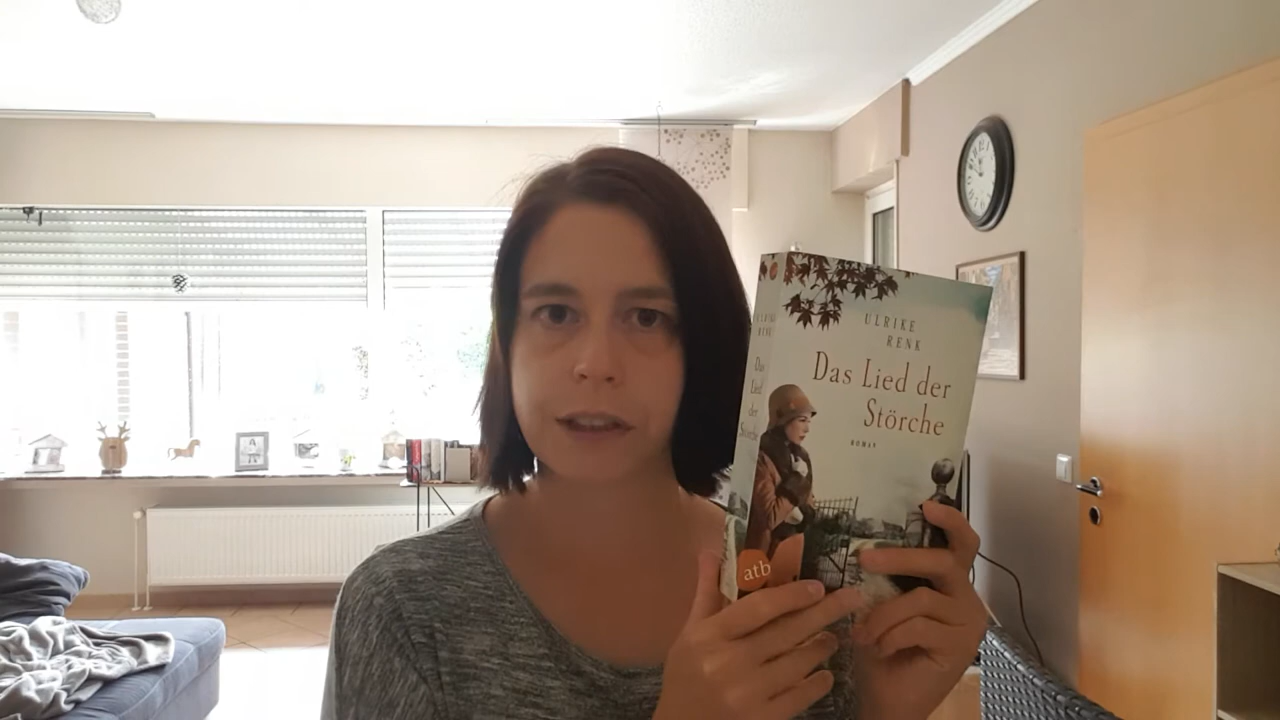 ULRIKE
RENK
Das Lied der
Störche
ROMAN
atb
ULRIKE
RENK
Das
Lied
der
Störche